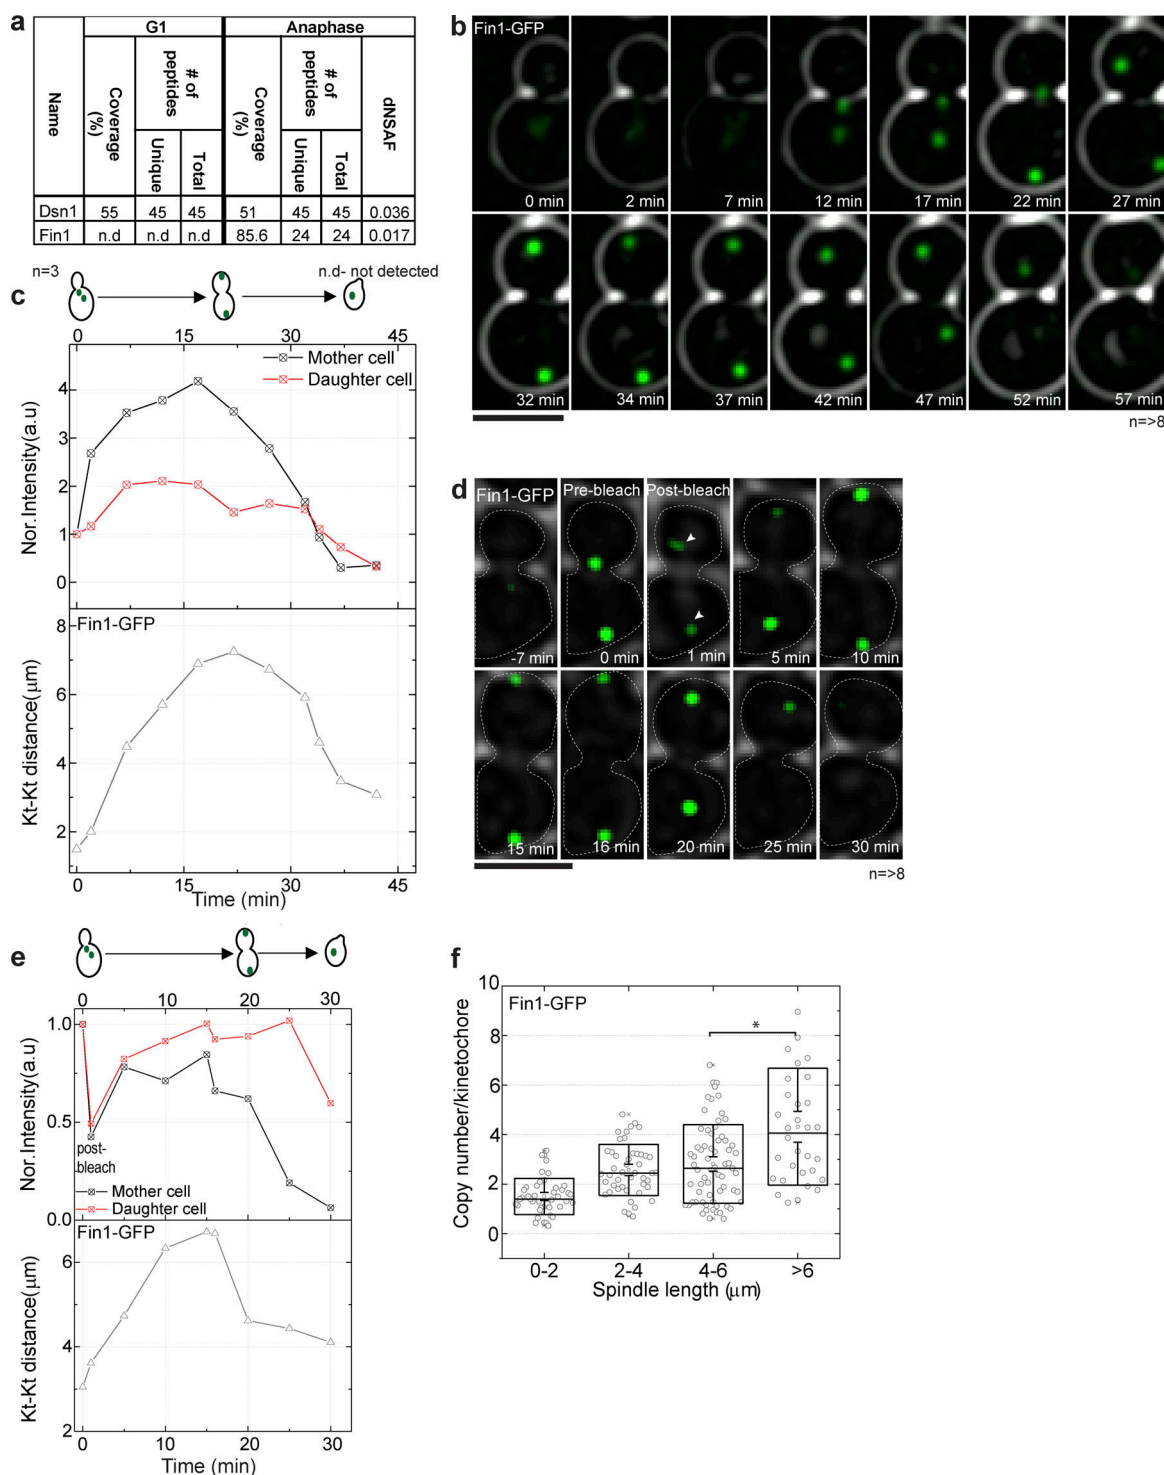 a
G1 Anaphase
Name Coverage (%) # of peptides Coverage (%) # of peptides dNSAF
Unique Total Unique Total
Dsn1 55 45 45 51 45 45 0.036
Fin1 n.d n.d n.d 85.6 24 24 0.017
n=3 n.d- not detected
b
Fin1-GFP
0 min 2 min 7 min 12 min 17 min 22 min 27 min
32 min 34 min 37 min 42 min 47 min 52 min 57 min
n=>8
c
0 15 30 45
Mother cell
Daughter cell
Nor.Intensity(a.u)
4
3
2
1
0
Fin1-GFP
Kt-Kt distance(μm)
8
6
4
2
0 15 30 45
Time (min)
d
Fin1-GFP Pre-bleach Post-bleach
-7 min 0 min 1 min 5 min 10 min
15 min 16 min 20 min 25 min 30 min
n=>8
e
0 10 20 30
Nor.Intensity(a.u)
1.0
0.5
0.0
post-
bleach
Mother cell
Daughter cell
Fin1-GFP
Kt-Kt distance(μm)
6
4
2
0 10 20 30
Time (min)
f
Fin1-GFP
*
Copy number/kinetochore
10
8
6
4
2
0
0-2 2-4 4-6 >6
Spindle length (μm)